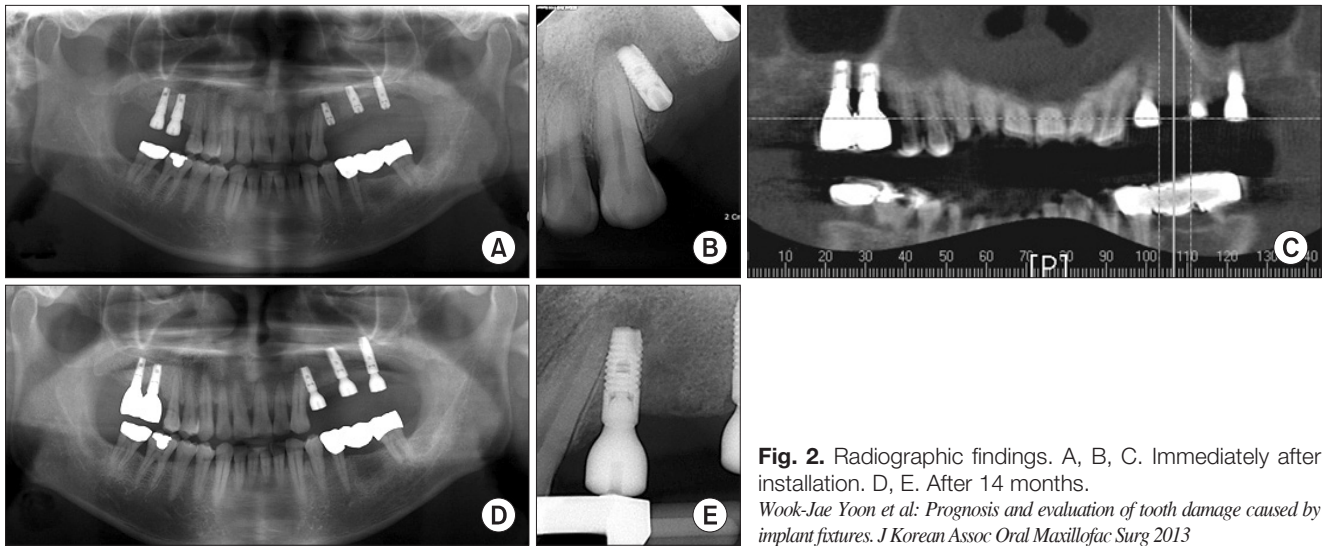 A
B
2 C
C
10 20 30 40 50 60 70 80 90 100 110 120 130 140
[P]
D
E
Fig. 2. Radiographic findings. A, B, C. Immediately after
installation. D, E. After 14 months.
Wook-Jae Yoon et al: Prognosis and evaluation of tooth damage caused by
implant fixtures. J Korean Assoc Oral Maxillofac Surg 2013